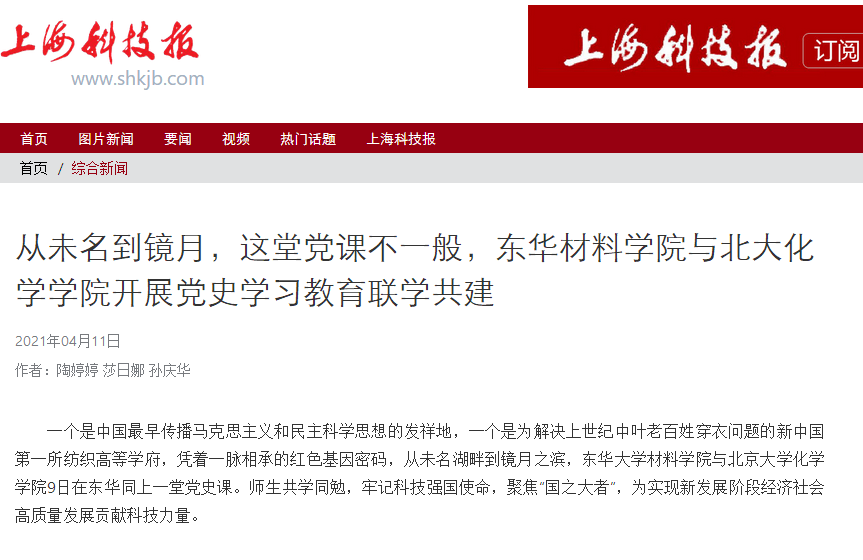 上海科技报
www.shkjb.com
上海科技报 订阅
首页 图片新闻 要闻 视频 热门话题 上海科技报
首页 / 综合新闻
从未名到镜月，这堂党课不一般，东华材料学院与北大化
学学院开展党史学习教育联学共建
2021年04月11日
作者：陶婷婷 莎日娜 孙庆华
一个是中国最早传播马克思主义和民主科学思想的发祥地，一个是为解决上世纪中叶老百姓穿衣问题的新中国
第一所纺织高等学府，凭着一脉相承的红色基因密码，从未名湖畔到镜月之滨，东华大学材料学院与北京大学化学
学院9日在东华同上一堂党史课。师生共学同勉，牢记科技强国使命，聚焦“国之大者”，为实现新发展阶段经济社会
高质量发展贡献科技力量。